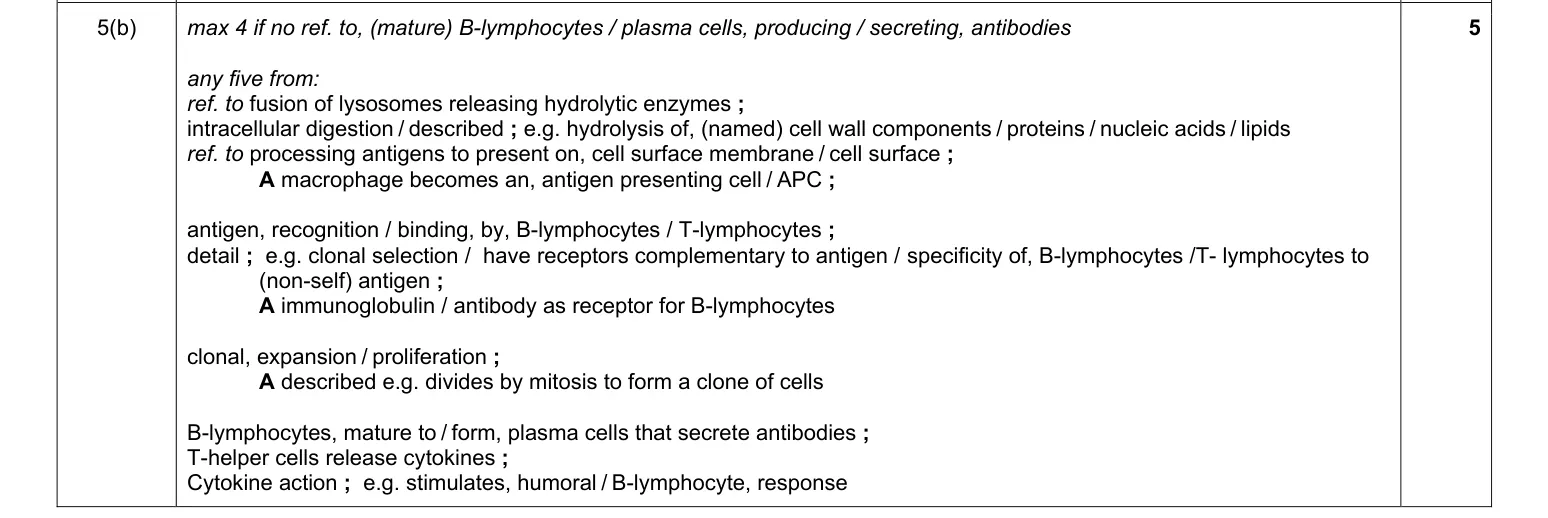 5(b) max 4 if no ref. to, (mature) B-lymphocytes / plasma cells, producing / secreting, antibodies 5
any five from:
ref. to fusion of lysosomes releasing hydrolytic enzymes ;
intracellular digestion / described ; e.g. hydrolysis of, (named) cell wall components / proteins / nucleic acids / lipids
ref. to processing antigens to present on, cell surface membrane / cell surface ;
A macrophage becomes an, antigen presenting cell / APC ;
antigen, recognition / binding, by, B-lymphocytes / T-lymphocytes ;
detail ; e.g. clonal selection / have receptors complementary to antigen / specificity of, B-lymphocytes /T- lymphocytes to
(non-self) antigen ;
A immunoglobulin / antibody as receptor for B-lymphocytes
clonal, expansion / proliferation ;
A described e.g. divides by mitosis to form a clone of cells
B-lymphocytes, mature to / form, plasma cells that secrete antibodies ;
T-helper cells release cytokines ;
Cytokine action ; e.g. stimulates, humoral / B-lymphocyte, response